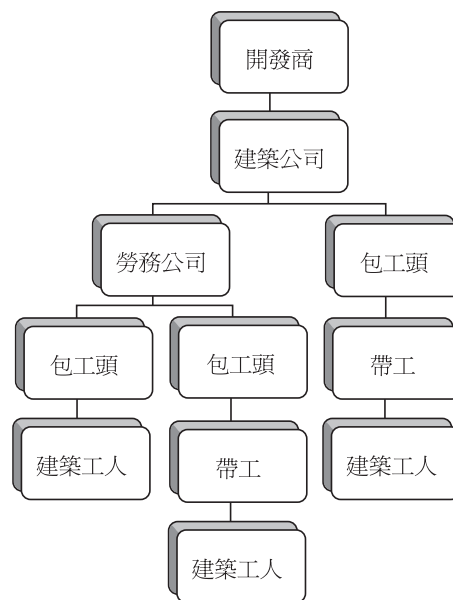 開發商
建築公司
勞務公司
包工頭
包工頭
包工頭
帶工
建築工人
帶工
建築工人
建築工人